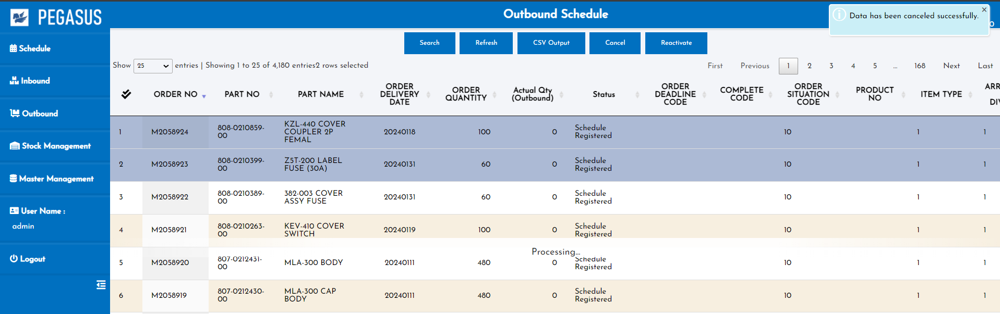 PEGASUS
Outbound Schedule
Data has been canceled successfully.
Schedule
Inbound
Outbound
Stock Management
Master Management
User Name :
admin
Logout
Search Refresh CSV Output Cancel Reactivate
Show 25 entries | Showing 1 to 25 of 4,180 entries2 rows selected
First Previous 1 2 3 4 5 ... 168 Next Last
ORDER NO PART NO PART NAME ORDER DELIVERY DATE ORDER QUANTITY Actual Qty (Outbound) Status ORDER DEADLINE CODE COMPLETE CODE ORDER SITUATION CODE PRODUCT NO ITEM TYPE ARR DIV
1 M2058924 808-0210859-00 KZL-440 COVER COUPLER 2P FEMAL 20240118 100 0 Schedule Registered 10 1 1
2 M2058923 808-0210399-00 Z5T-200 LABEL FUSE (30A) 20240131 60 0 Schedule Registered 10 1 1
3 M2058922 808-0210389-00 382-003 COVER ASSY FUSE 20240131 60 0 Schedule Registered 10 1 1
4 M2058921 808-0210263-00 KEV-410 COVER SWITCH 20240119 100 0 Schedule Registered 10 1 1
Processing...
5 M2058920 807-0212431-00 MLA-300 BODY 20240111 480 0 Schedule Registered 10 1 1
6 M2058919 807-0212430-00 MLA-300 CAP BODY 20240111 480 0 Schedule Registered 10 1 1